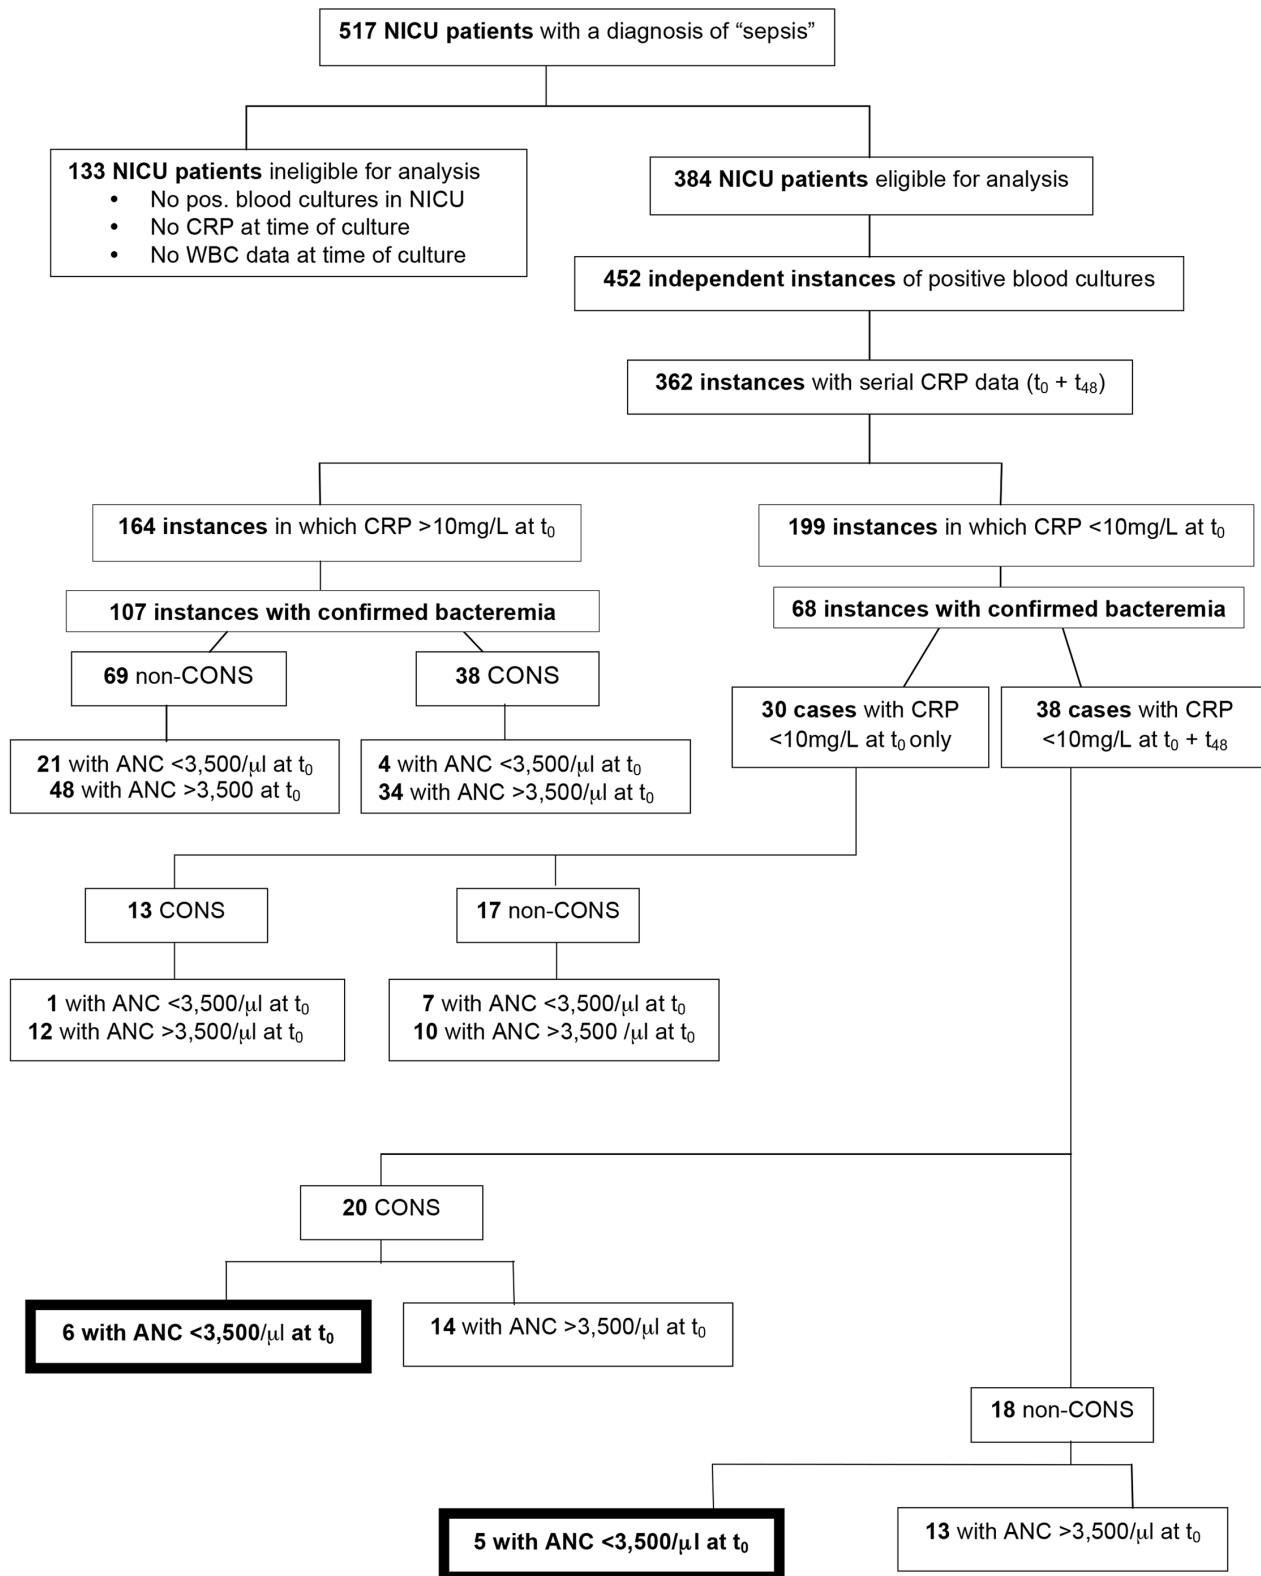 517 NICU patients with a diagnosis of “sepsis”
133 NICU patients ineligible for analysis
• No pos. blood cultures in NICU
• No CRP at time of culture
• No WBC data at time of culture
384 NICU patients eligible for analysis
452 independent instances of positive blood cultures
362 instances with serial CRP data (t0 + t48)
164 instances in which CRP >10mg/L at t0
199 instances in which CRP <10mg/L at t0
107 instances with confirmed bacteremia
68 instances with confirmed bacteremia
69 non-CONS
38 CONS
30 cases with CRP
<10mg/L at t0 only
38 cases with CRP
<10mg/L at t0 + t48
21 with ANC <3,500/μl at t0
48 with ANC >3,500 at t0
4 with ANC <3,500/μl at t0
34 with ANC >3,500/μl at t0
13 CONS
17 non-CONS
1 with ANC <3,500/μl at t0
12 with ANC >3,500/μl at t0
7 with ANC <3,500/μl at t0
10 with ANC >3,500 /μl at t0
20 CONS
6 with ANC <3,500/μl at t0
14 with ANC >3,500/μl at t0
18 non-CONS
5 with ANC <3,500/μl at t0
13 with ANC >3,500/μl at t0